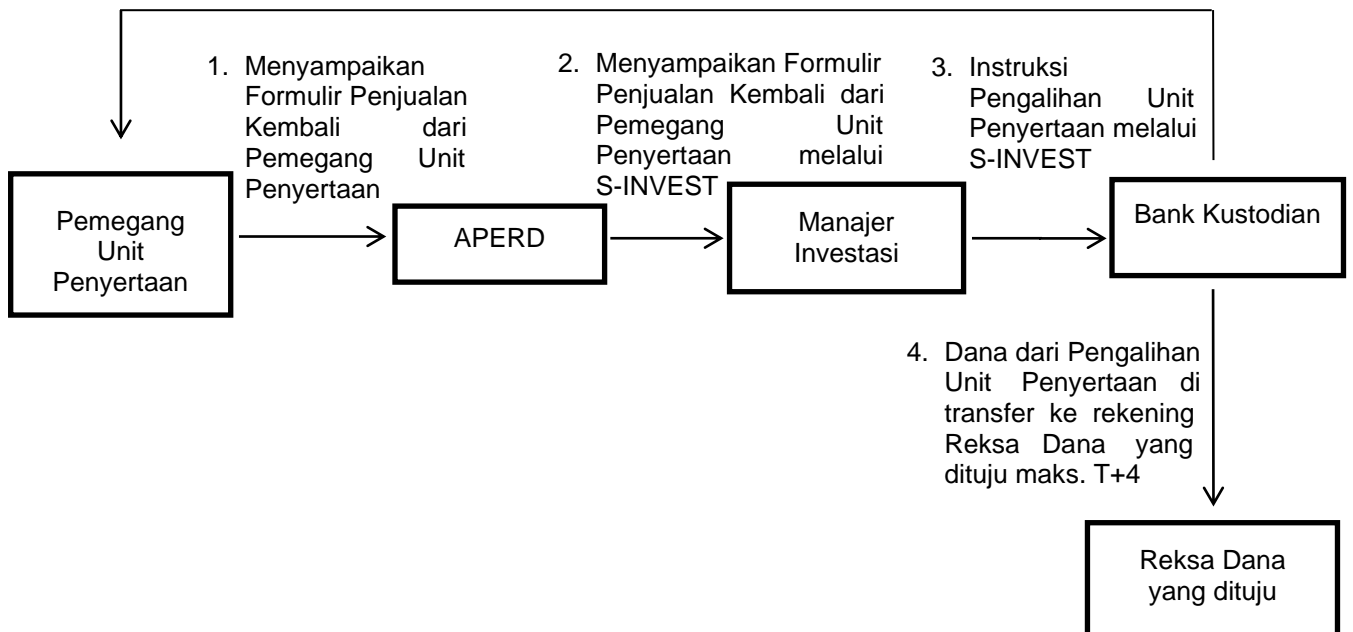 1. Menyampaikan
Formulir Penjualan
Kembali dari
Pemegang Unit
Penyertaan
2. Menyampaikan Formulir
Penjualan Kembali dari
Pemegang Unit
Penyertaan melalui
S-INVEST
3. Instruksi
Pengalihan Unit
Penyertaan melalui
S-INVEST
Pemegang
Unit
Penyertaan
APERD
Manajer
Investasi
Bank Kustodian
4. Dana dari Pengalihan
Unit Penyertaan di
transfer ke rekening
Reksa Dana yang
dituju maks. T+4
Reksa Dana
yang dituju